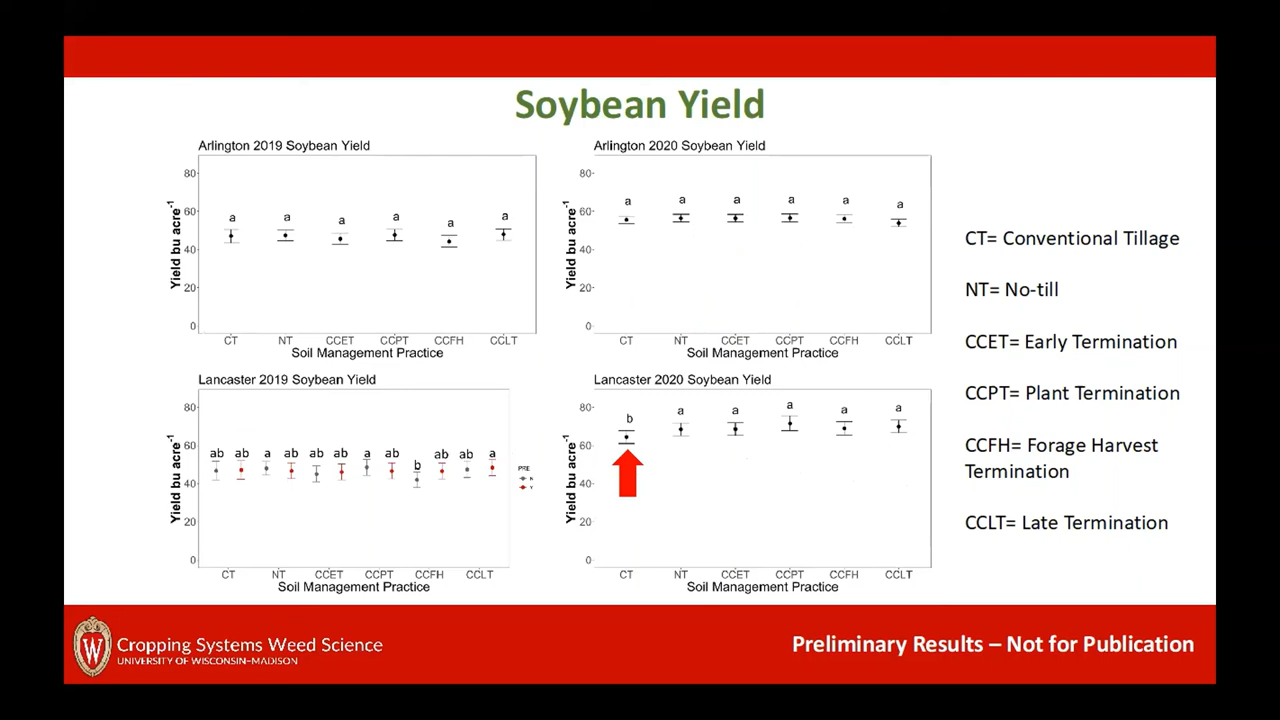 Soybean Yield
Arlington 2019 Soybean Yield
80
60
40
20
0
Yield bu acre-1
a a a a a a
CT NT CCET CCPT CCFH CCLT
Soil Management Practice
Arlington 2020 Soybean Yield
80
60
40
20
0
Yield bu acre-1
a a a a a a
CT NT CCET CCPT CCFH CCLT
Soil Management Practice
Lancaster 2019 Soybean Yield
80
60
40
20
0
Yield bu acre-1
ab ab a ab ab ab a ab b ab ab a
PRE
N
Y
CT NT CCET CCPT CCFH CCLT
Soil Management Practice
Lancaster 2020 Soybean Yield
80
60
40
20
0
Yield bu acre-1
b a a a a a
CT NT CCET CCPT CCFH CCLT
Soil Management Practice
CT= Conventional Tillage
NT= No-till
CCET= Early Termination
CCPT= Plant Termination
CCFH= Forage Harvest
Termination
CCLT= Late Termination
W
Cropping Systems Weed Science
UNIVERSITY OF WISCONSIN–MADISON
Preliminary Results – Not for Publication